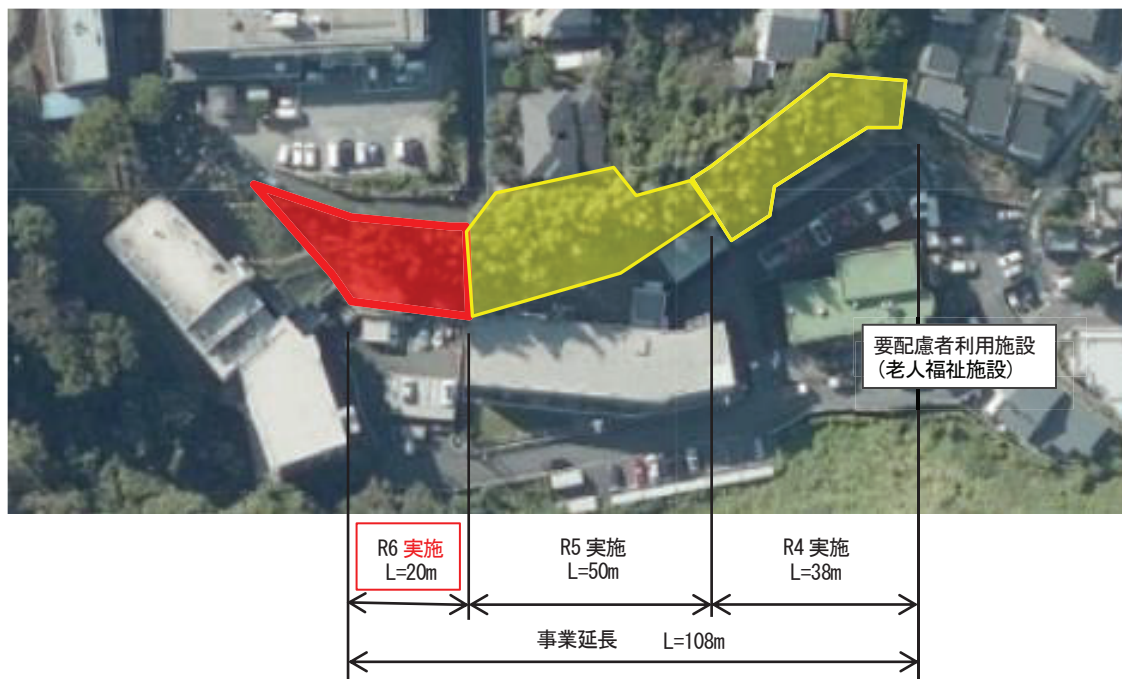 要配慮者利用施設
(老人福祉施設)
R6 実施
L=20m
R5 実施
L=50m
R4 実施
L=38m
事業延長 L=108m